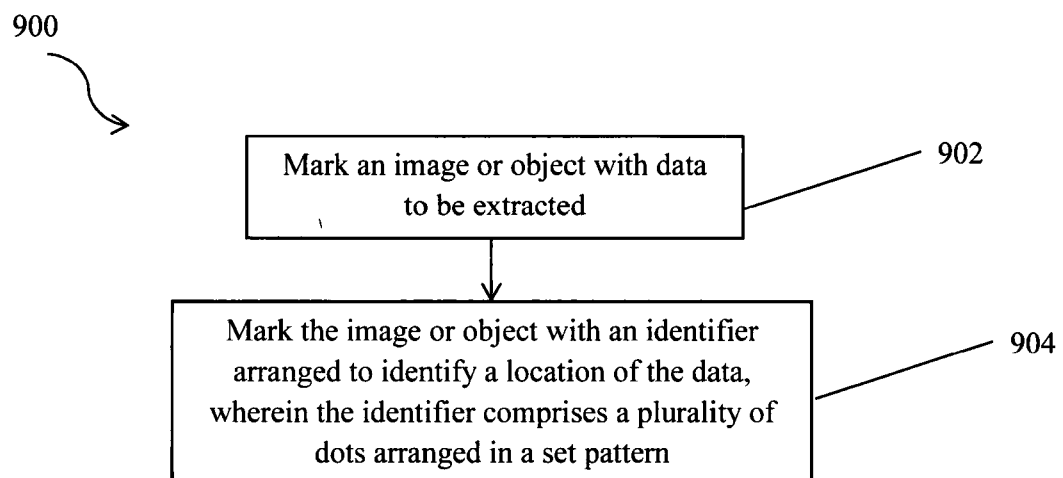 900
Mark an image or object with data
to be extracted
902
Mark the image or object with an identifier
arranged to identify a location of the data,
wherein the identifier comprises a plurality of
dots arranged in a set pattern
904